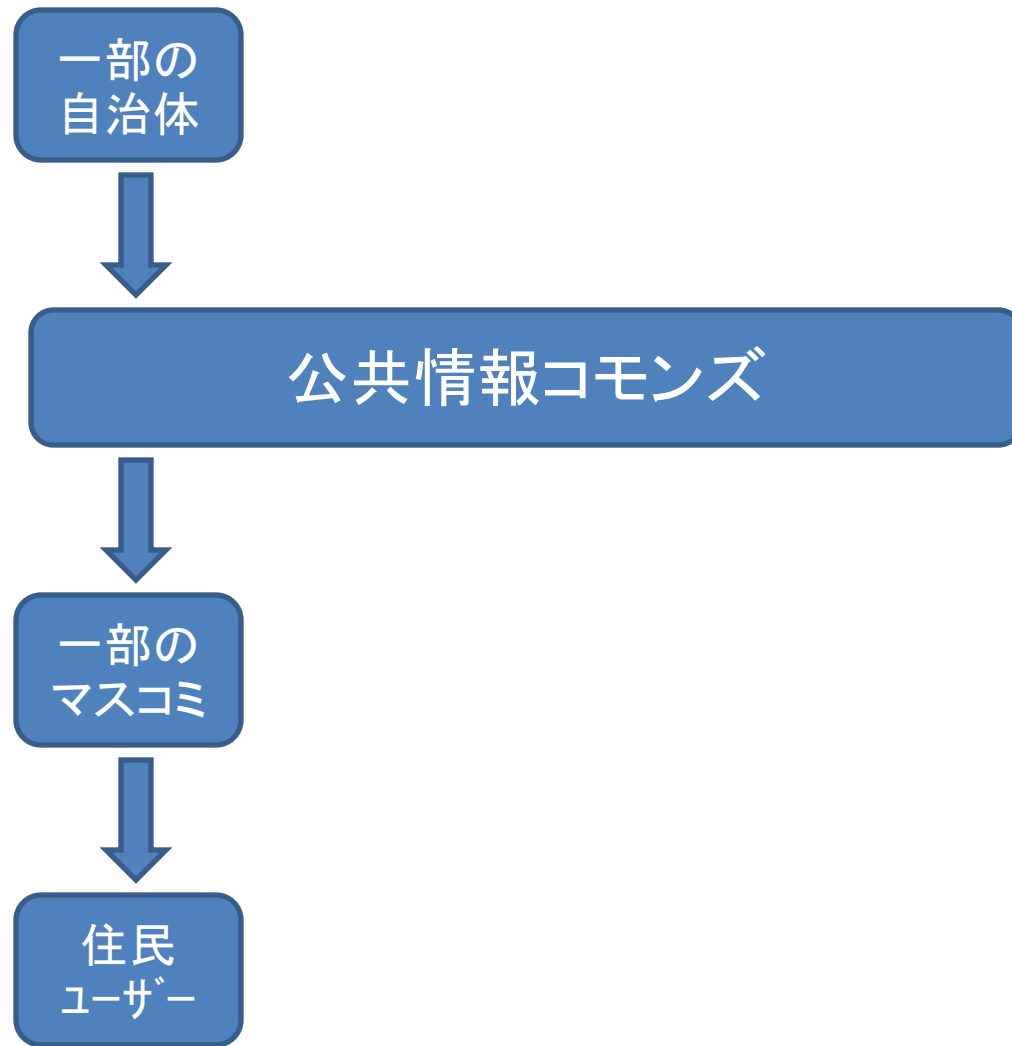 一部の
自治体
公共情報コモンズ
一部の
マスコミ
住民
ユーザー